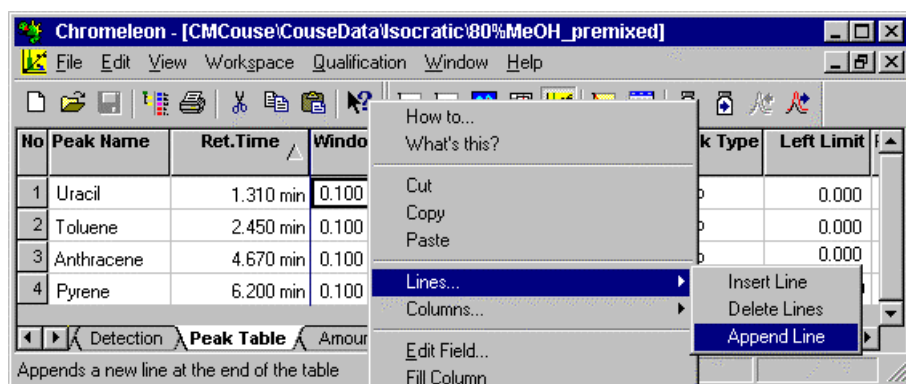 Chromeleon - [CMCouse\CouseData\Isocratic\80%MeOH_premixed]
File Edit View Workspace Qualification Window Help
No Peak Name Ret.Time Windo k Type Left Limit
1 Uracil 1.310 min 0.100 0.000
2 Toluene 2.450 min 0.100 0.000
3 Anthracene 4.670 min 0.100 0.000
4 Pyrene 6.200 min 0.100
Detection Peak Table Amour
Appends a new line at the end of the table
How to...
What's this?
Cut
Copy
Paste
Lines...
Columns...
Edit Field...
Fill Column
Insert Line
Delete Lines
Append Line